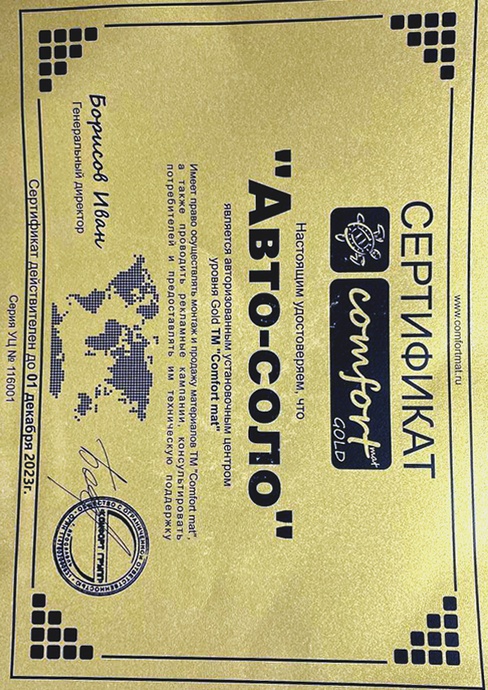 www.comfortmat.ru
СЕРТИФИКАТ
comfort mat
GOLD
Настоящим удостоверяем, что
"АВТО-СОЛО"
является авторизованным установочным центром
уровня Gold ТМ "Comfort mat"
Имеет право осуществлять монтаж и продажу материалов ТМ "Comfort mat",
а также проводить рекламные кампании, консультировать
потребителей и предоставлять им техническую поддержку
Борисов Иван
Генеральный директор
Сертификат действителен до 01 декабря 2023г.
Серия УЦ № 116001